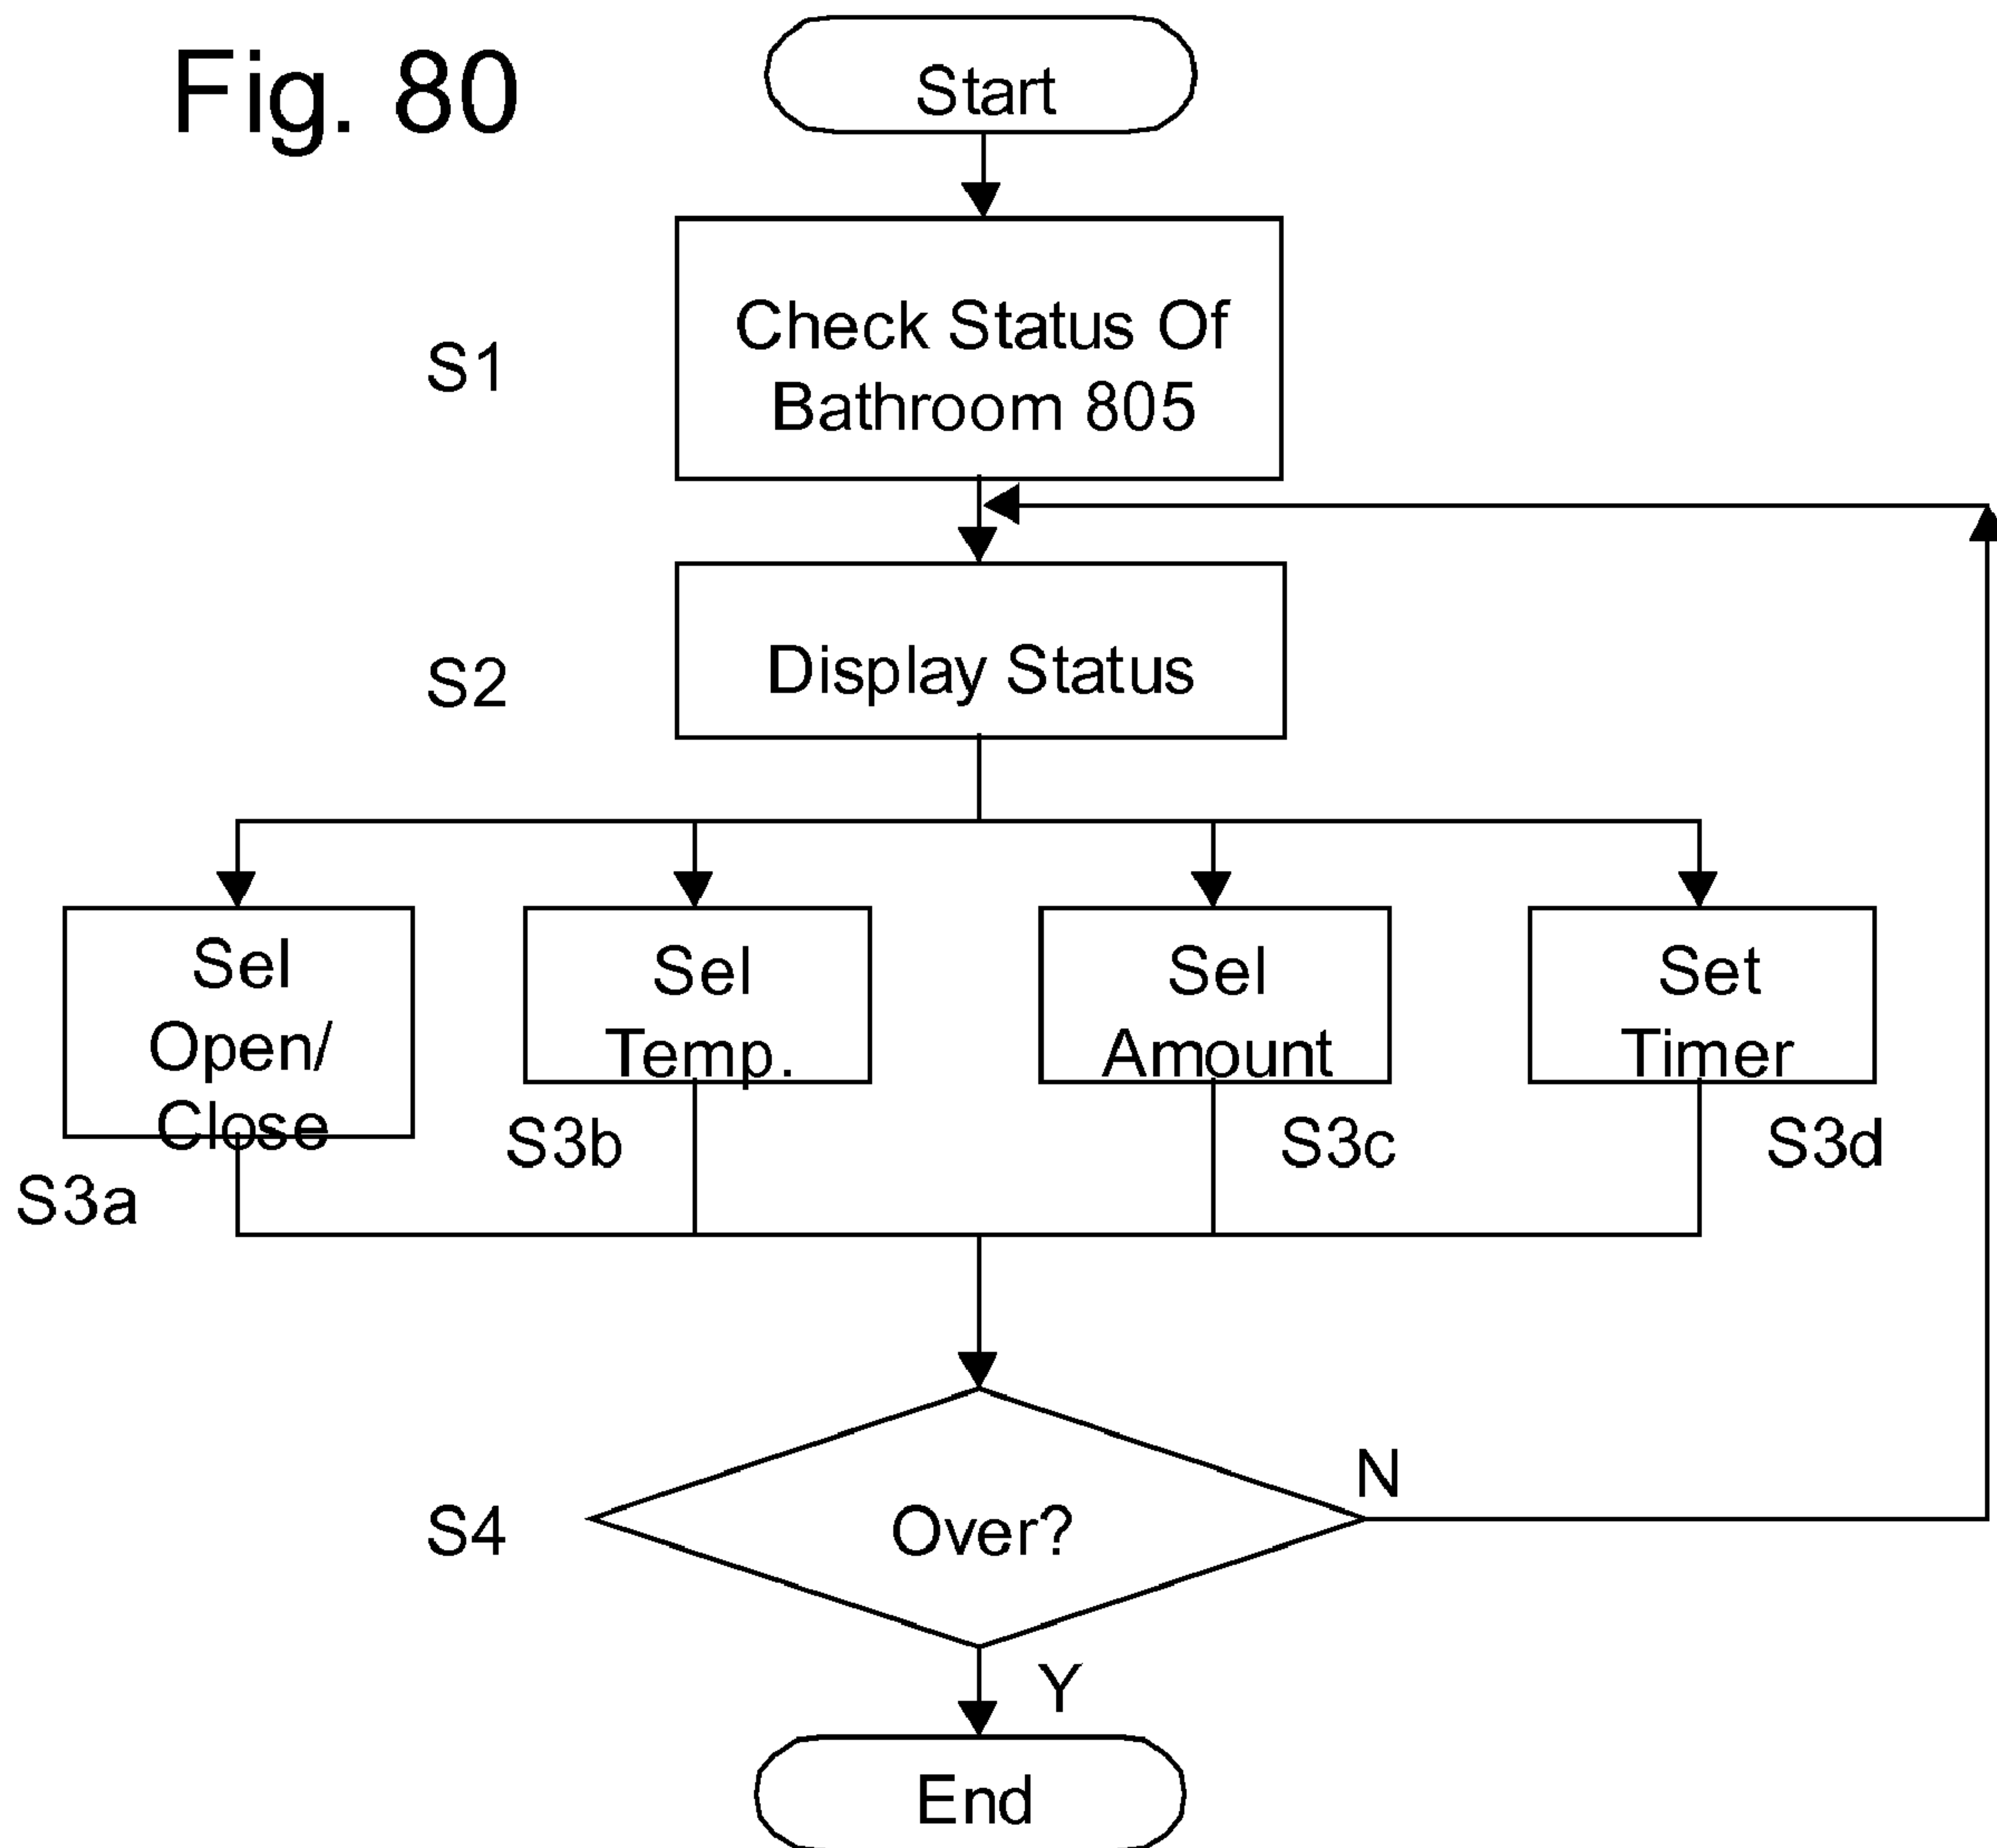 Fig. 80
Start
S1
Check Status Of
Bathroom 805
S2
Display Status
Sel
Open/
Close
S3a
Sel
Temp.
S3b
Sel
Amount
S3c
Set
Timer
S3d
S4
Over?
N
Y
End